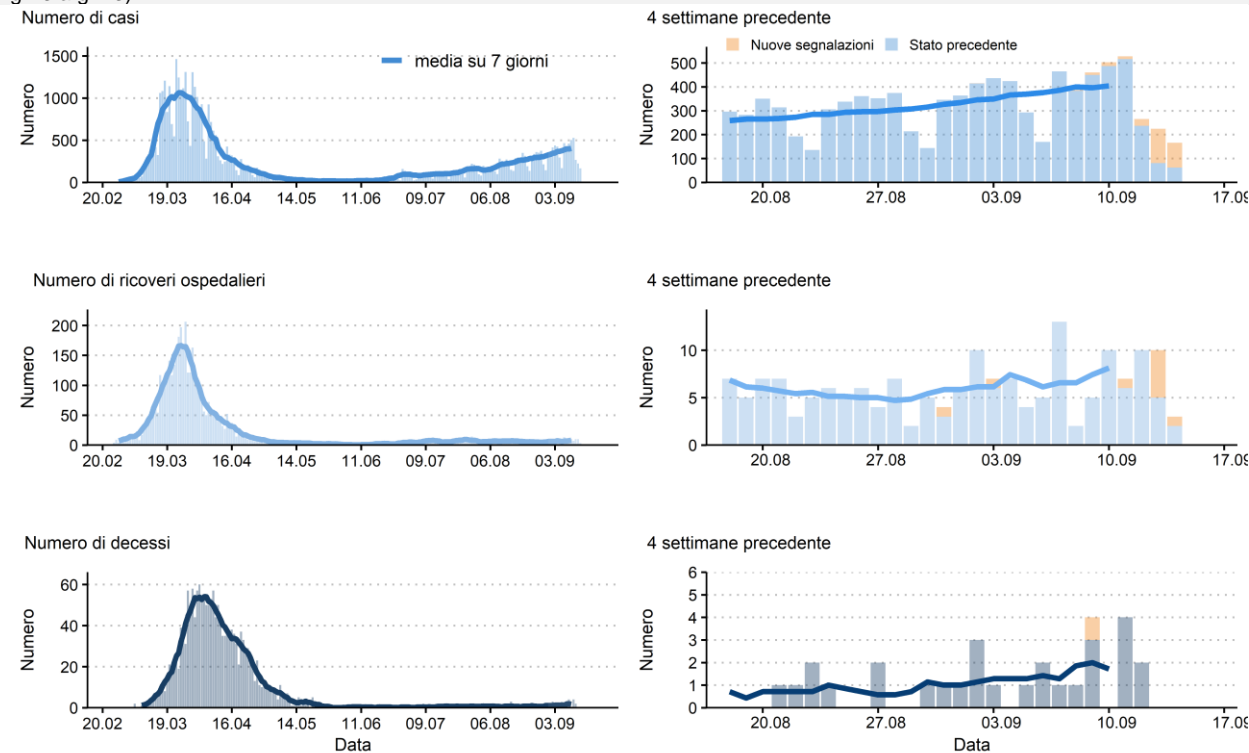 Numero di casi
4 settimane precedente
Nuove segnalazioni Stato precedente
media su 7 giorni
Numero
1500
1000
500
0
20.02 19.03 16.04 14.05 11.06 09.07 06.08 03.09
Numero
500
400
300
200
100
0
20.08 27.08 03.09 10.09 17.09
Numero di ricoveri ospedalieri
4 settimane precedente
Numero
200
150
100
50
0
20.02 19.03 16.04 14.05 11.06 09.07 06.08 03.09
Numero
10
5
0
20.08 27.08 03.09 10.09 17.09
Numero di decessi
4 settimane precedente
Numero
60
40
20
0
20.02 19.03 16.04 14.05 11.06 09.07 06.08 03.09
Data
Numero
6
5
4
3
2
1
0
20.08 27.08 03.09 10.09 17.09
Data